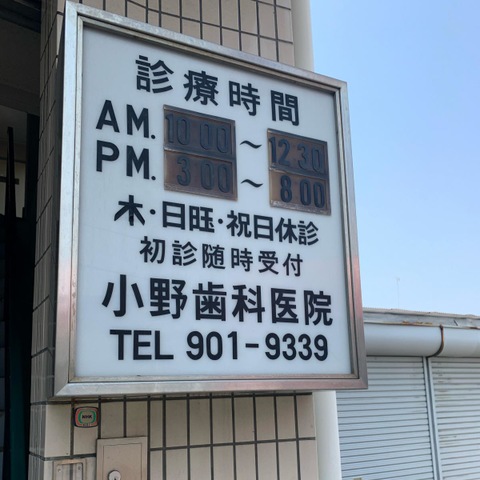 診療時間
AM. 10 00 ～ 12 30
PM. 3 00 ～ 8 00
木・日旺・祝日休診
初診随時受付
小野歯科医院
TEL 901-9339